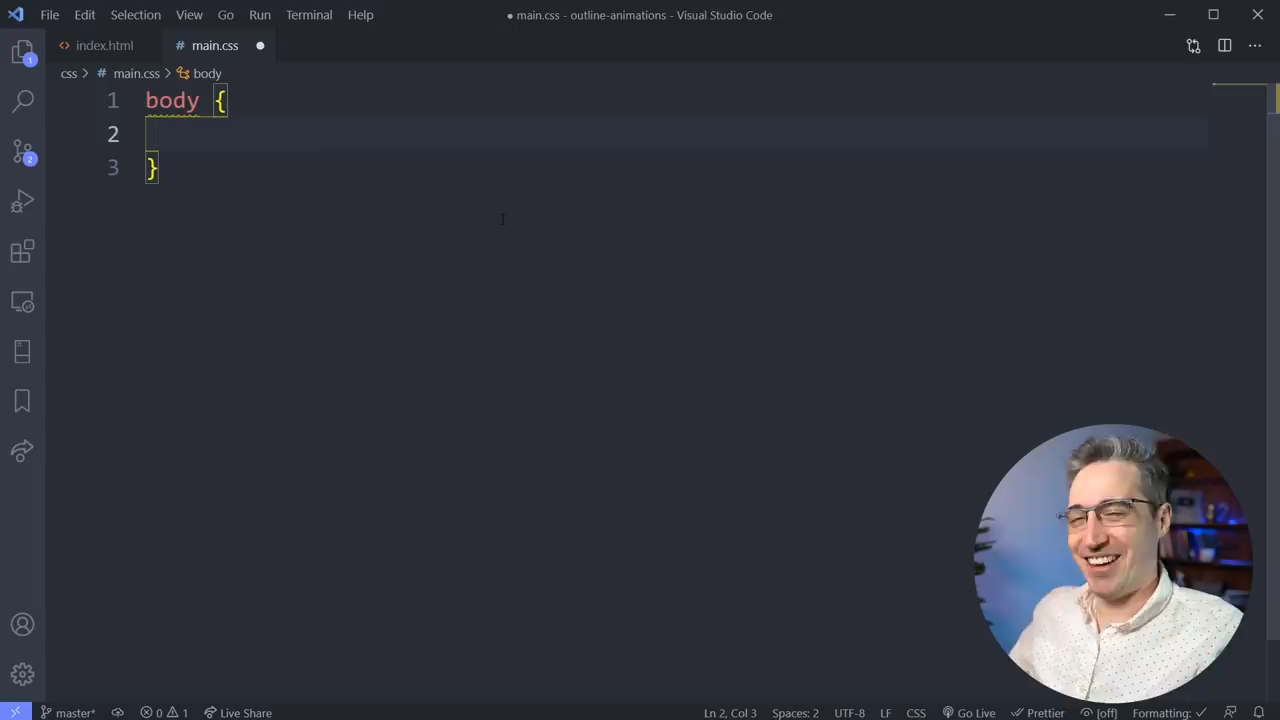 File Edit Selection View Go Run Terminal Help ● main.css - outline-animations - Visual Studio Code
<> index.html # main.css ●
css > # main.css > body
1 body {
2
3 }
1
2
master* 0 1 Live Share Ln 2, Col 3 Spaces: 2 UTF-8 LF CSS Go Live Prettier [off] Formatting: ✓